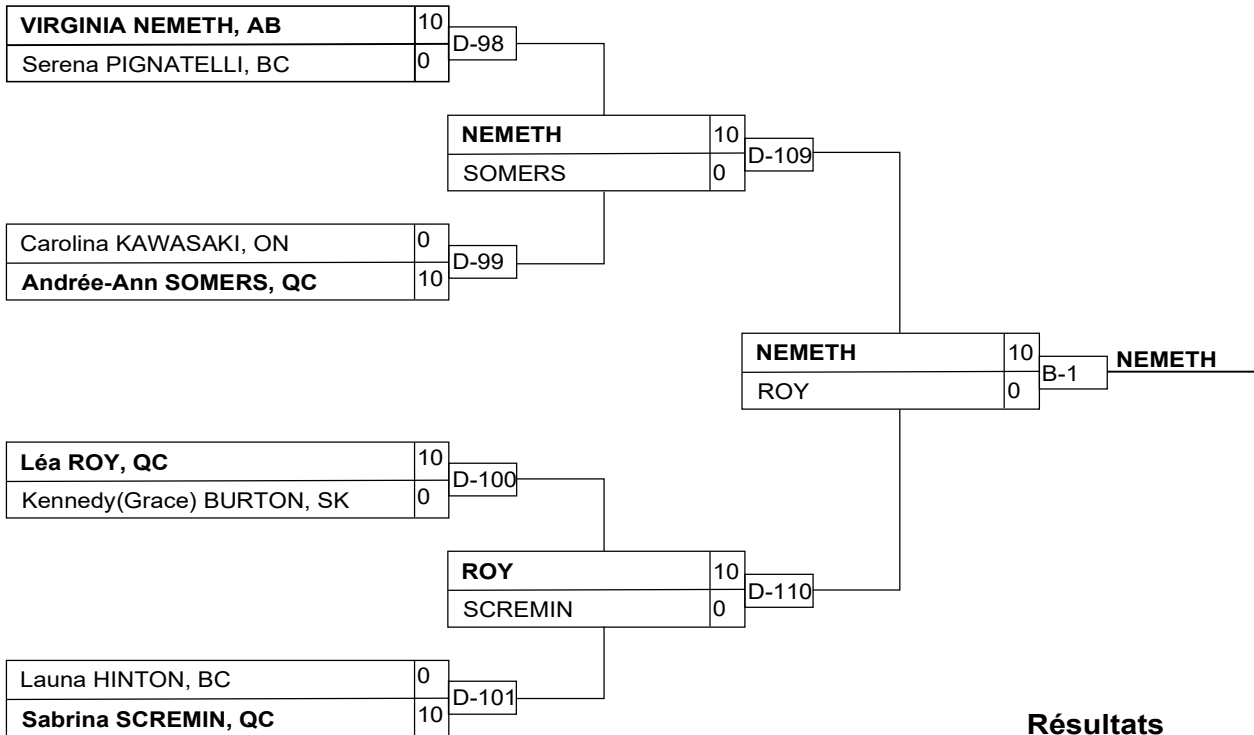 VIRGINIA NEMETH, AB 10
D-98
Serena PIGNATELLI, BC 0
NEMETH 10
D-109
SOMERS 0
Carolina KAWASAKI, ON 0
D-99
Andrée-Ann SOMERS, QC 10
NEMETH 10
B-1
NEMETH
ROY 0
Léa ROY, QC 10
D-100
Kennedy(Grace) BURTON, SK 0
ROY 10
D-110
SCREMIN 0
Launa HINTON, BC 0
D-101
Sabrina SCREMIN, QC 10
Résultats